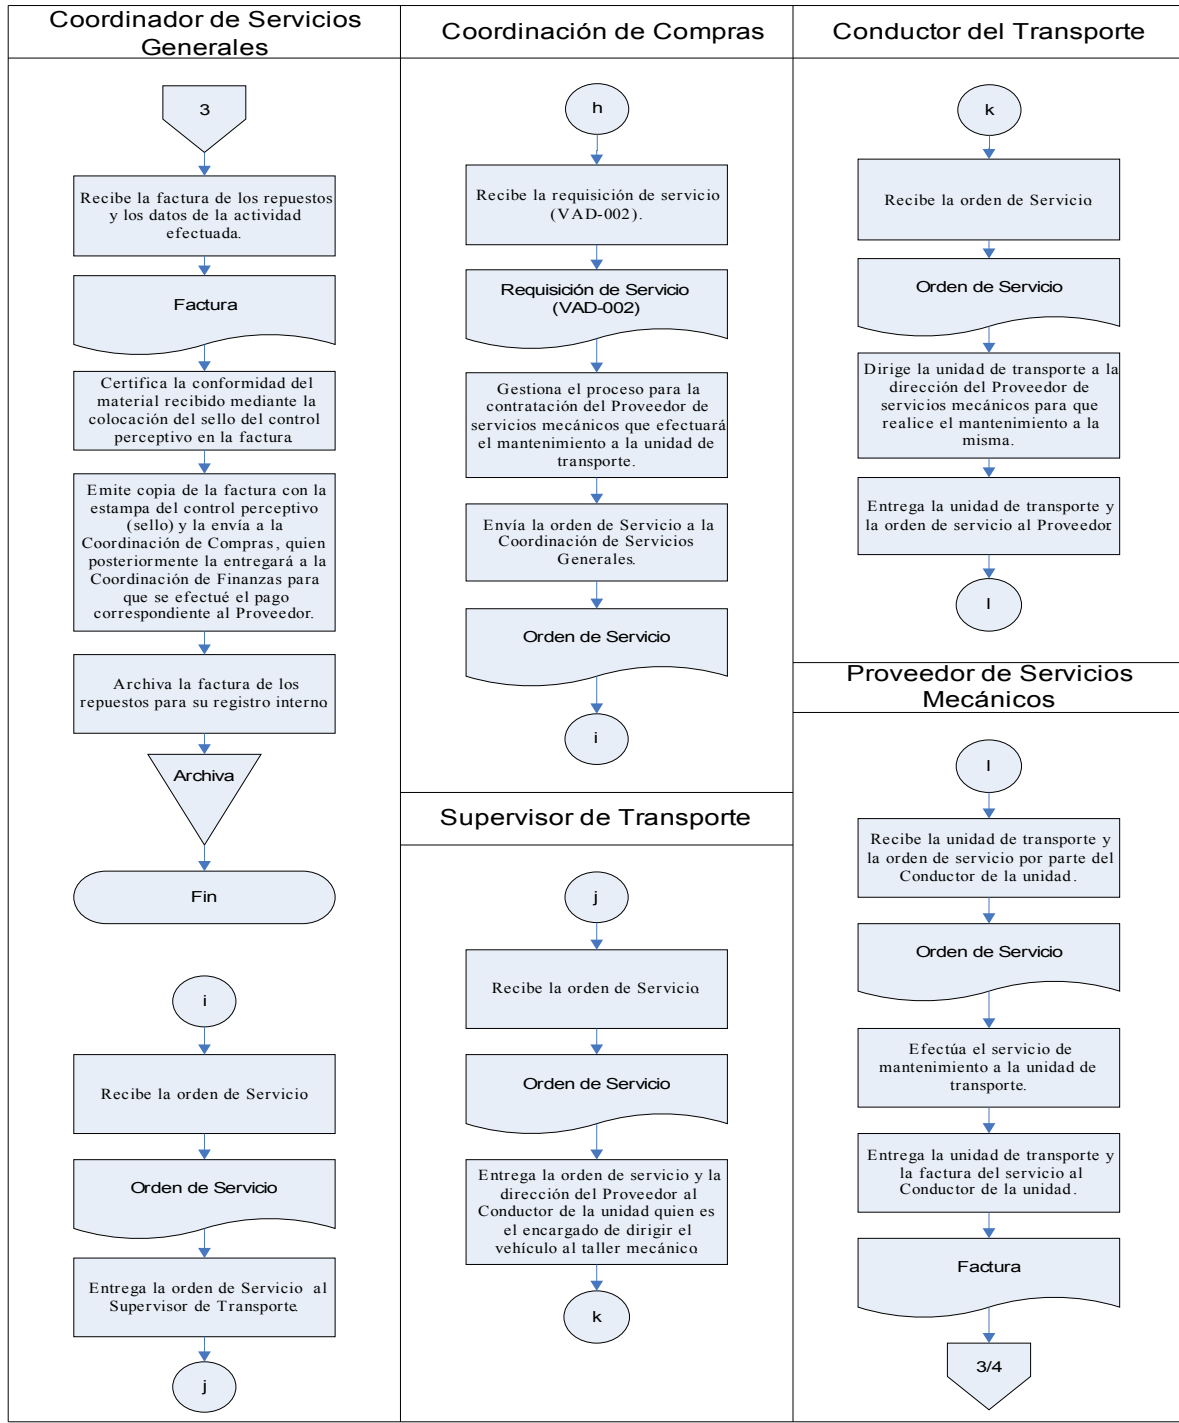 Coordinador de Servicios
Generales
3
Recibe la factura de los repuestos
y los datos de la actividad
efectuada.
Factura
Certifica la conformidad del
material recibido mediante la
colocación del sello del control
perceptivo en la factura
Emite copia de la factura con la
estampa del control perceptivo
(sello) y la envía a la
Coordinación de Compras, quien
posteriormente la entregará a la
Coordinación de Finanzas para
que se efectué el pago
correspondiente al Proveedor.
Archiva la factura de los
repuestos para su registro interno.
Archiva
Fin
i
Recibe la orden de Servicio
Orden de Servicio
Entrega la orden de Servicio al
Supervisor de Transporte.
j
Coordinación de Compras
h
Recibe la requisición de servicio
(VAD-002).
Requisición de Servicio
(VAD-002)
Gestiona el proceso para la
contratación del Proveedor de
servicios mecánicos que efectuará
el mantenimiento a la unidad de
transporte.
Envía la orden de Servicio a la
Coordinación de Servicios
Generales.
Orden de Servicio
i
Supervisor de Transporte
j
Recibe la orden de Servicio.
Orden de Servicio
Entrega la orden de servicio y la
dirección del Proveedor al
Conductor de la unidad quien es
el encargado de dirigir el
vehículo al taller mecánico.
k
Conductor del Transporte
k
Recibe la orden de Servicio.
Orden de Servicio
Dirige la unidad de transporte a la
dirección del Proveedor de
servicios mecánicos para que
realice el mantenimiento a la
misma.
Entrega la unidad de transporte y
la orden de servicio al Proveedor.
l
Proveedor de Servicios
Mecánicos
l
Recibe la unidad de transporte y
la orden de servicio por parte del
Conductor de la unidad.
Orden de Servicio
Efectúa el servicio de
mantenimiento a la unidad de
transporte.
Entrega la unidad de transporte y
la factura del servicio al
Conductor de la unidad.
Factura
3/4